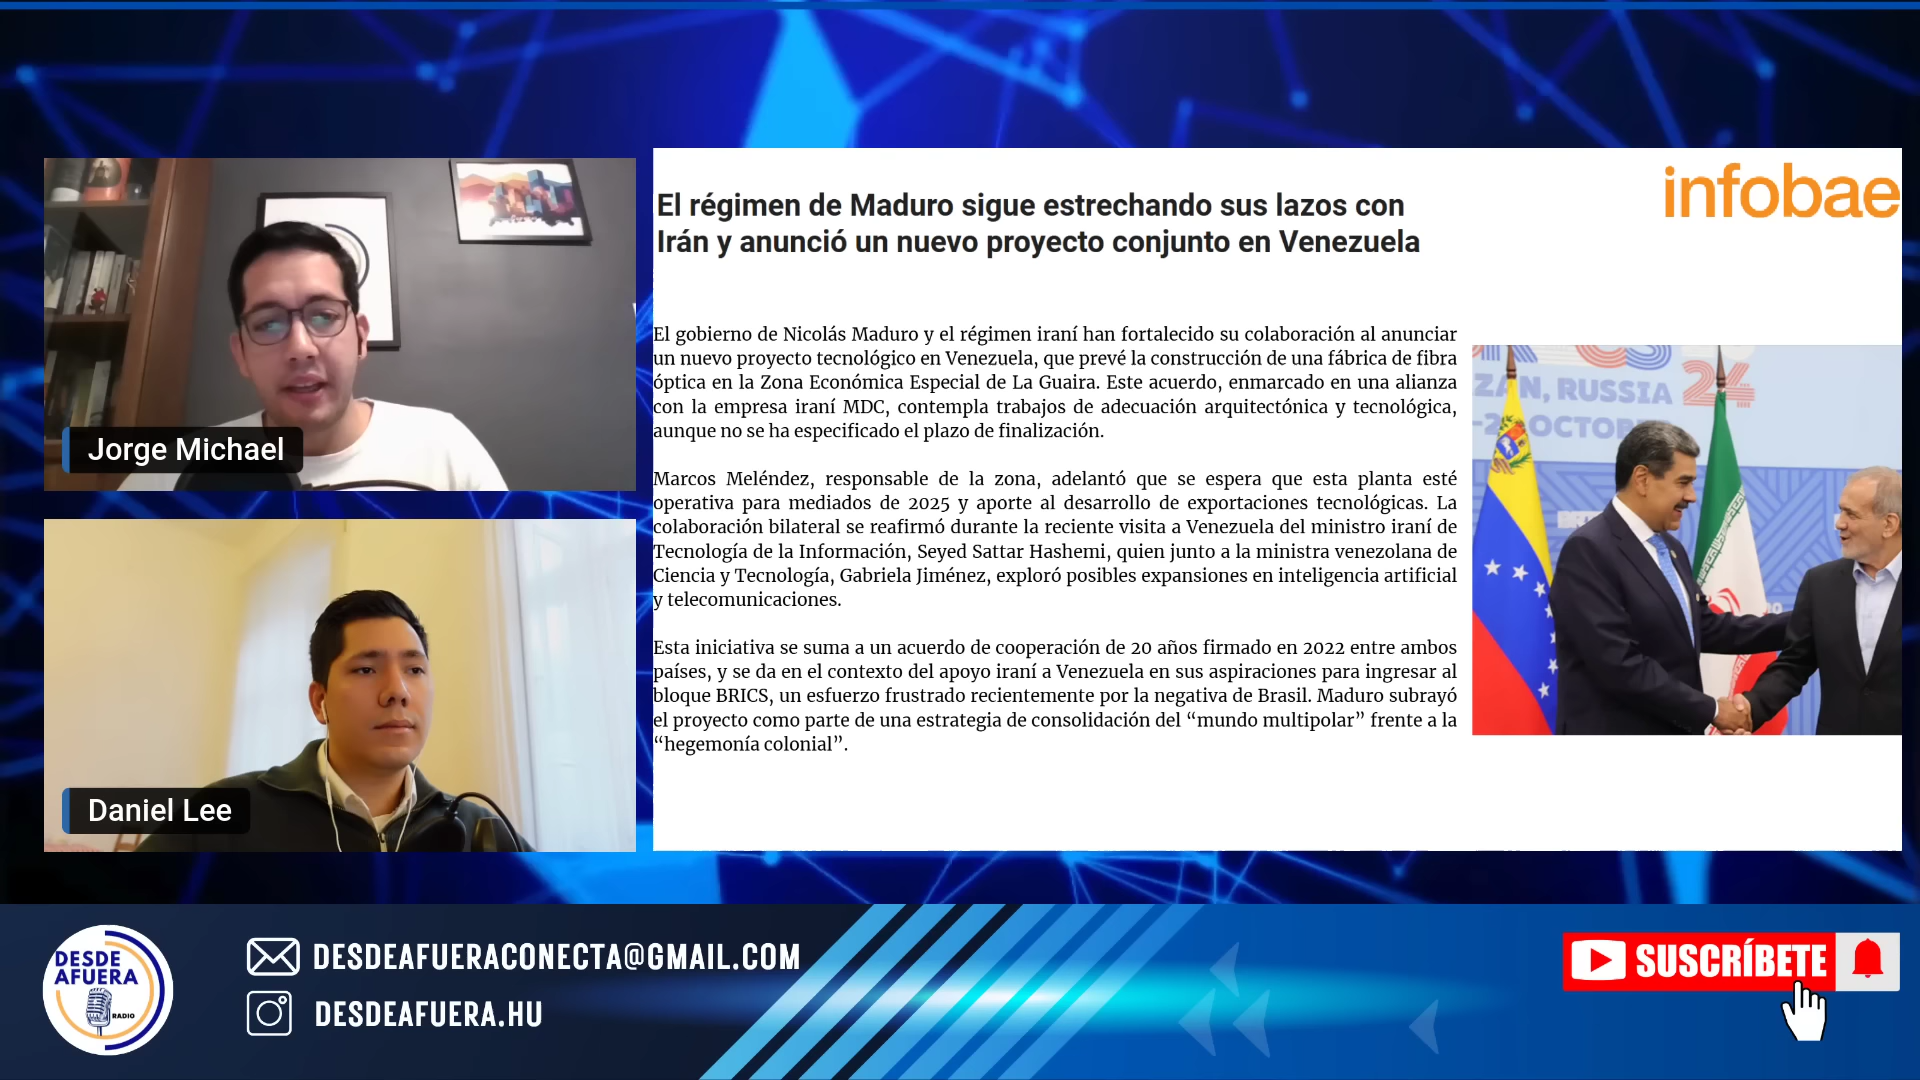 infobae
El régimen de Maduro sigue estrechando sus lazos con
Irán y anunció un nuevo proyecto conjunto en Venezuela
El gobierno de Nicolás Maduro y el régimen iraní han fortalecido su colaboración al anunciar
un nuevo proyecto tecnológico en Venezuela, que prevé la construcción de una fábrica de fibra
óptica en la Zona Económica Especial de La Guaira. Este acuerdo, enmarcado en una alianza
con la empresa iraní MDC, contempla trabajos de adecuación arquitectónica y tecnológica,
aunque no se ha especificado el plazo de finalización.
Marcos Meléndez, responsable de la zona, adelantó que se espera que esta planta esté
operativa para mediados de 2025 y aporte al desarrollo de exportaciones tecnológicas. La
colaboración bilateral se reafirmó durante la reciente visita a Venezuela del ministro iraní de
Tecnología de la Información, Seyed Sattar Hashemi, quien junto a la ministra venezolana de
Ciencia y Tecnología, Gabriela Jiménez, exploró posibles expansiones en inteligencia artificial
y telecomunicaciones.
Esta iniciativa se suma a un acuerdo de cooperación de 20 años firmado en 2022 entre ambos
países, y se da en el contexto del apoyo iraní a Venezuela en sus aspiraciones para ingresar al
bloque BRICS, un esfuerzo frustrado recientemente por la negativa de Brasil. Maduro subrayó
el proyecto como parte de una estrategia de consolidación del “mundo multipolar” frente a la
“hegemonía colonial”.
24
ZAN, RUSSIA
OCTOB
Jorge Michael
Daniel Lee
DESDE
AFUERA
RADIO
DESDEAFUERACONECTA@GMAIL.COM
DESDEAFUERA.HU
SUSCRÍBETE